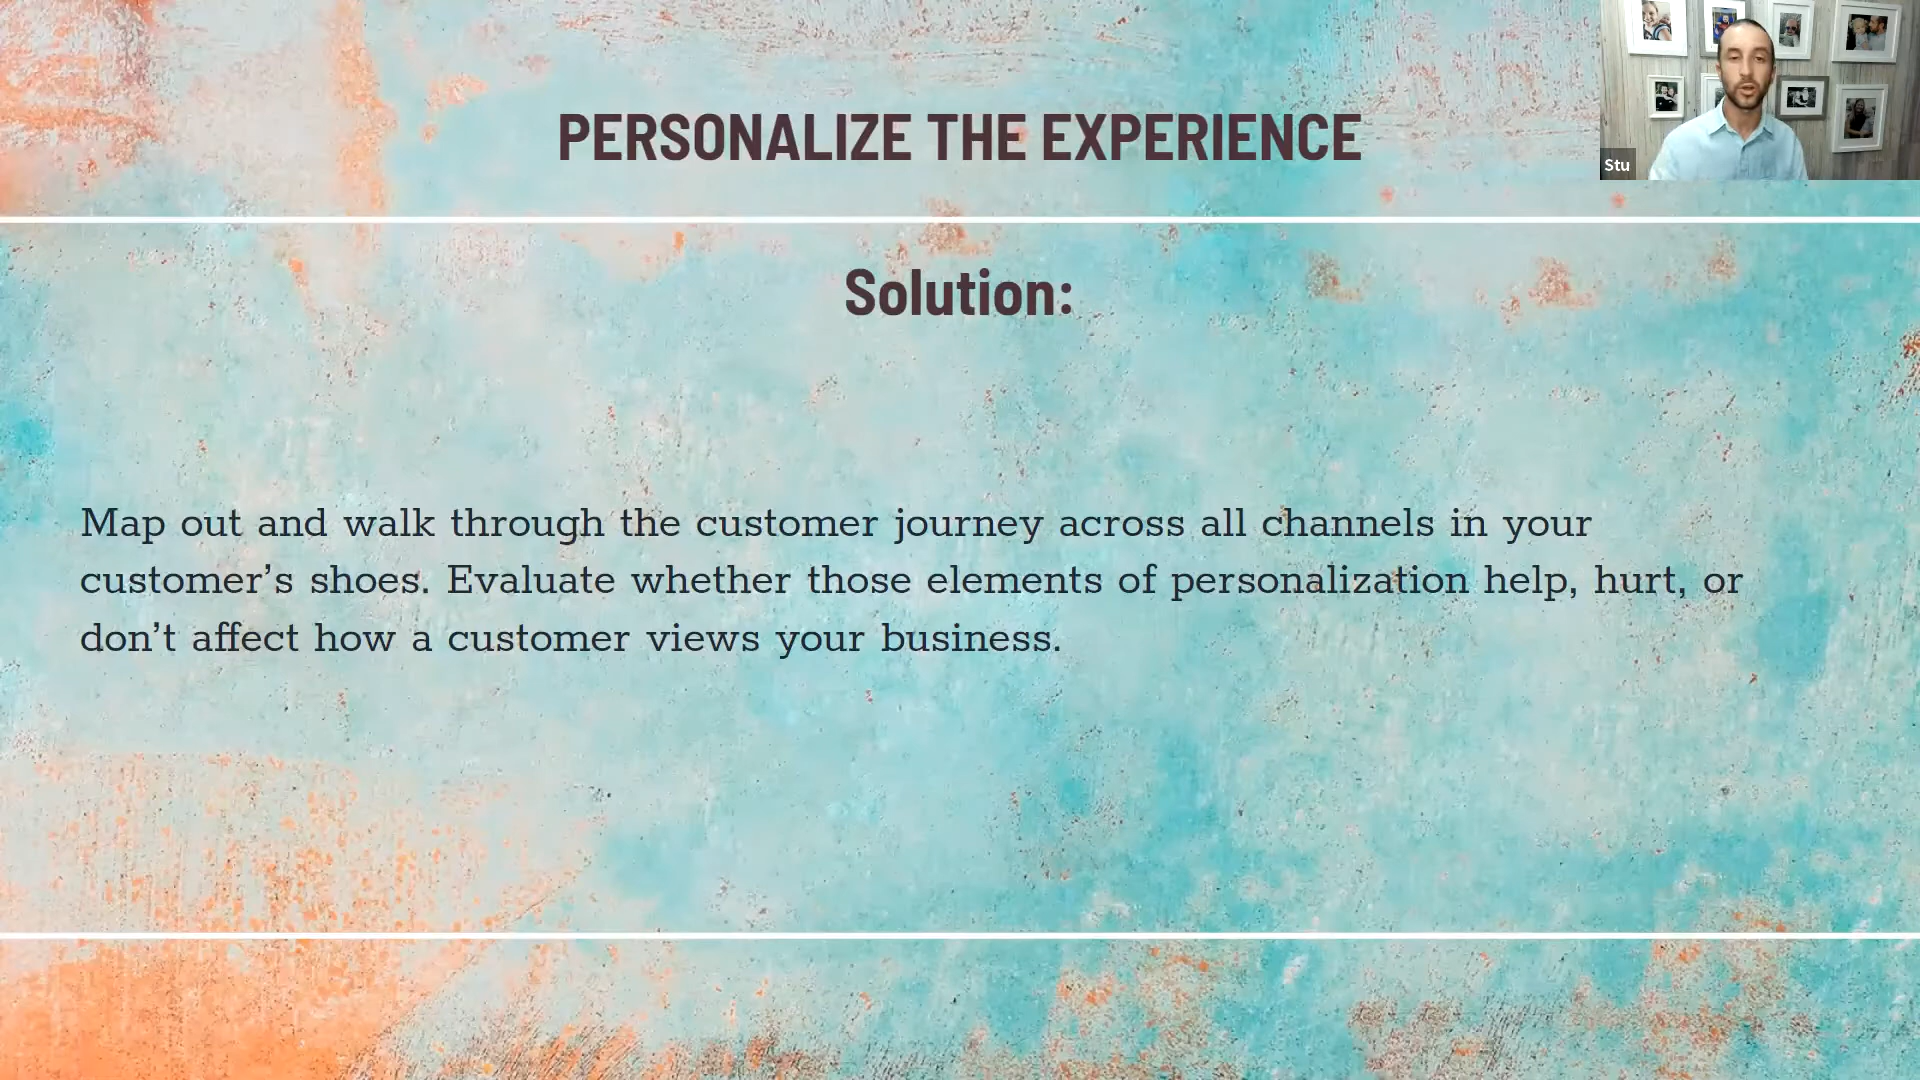 PERSONALIZE THE EXPERIENCE
Stu
Solution:
Map out and walk through the customer journey across all channels in your
customer’s shoes. Evaluate whether those elements of personalization help, hurt, or
don’t affect how a customer views your business.